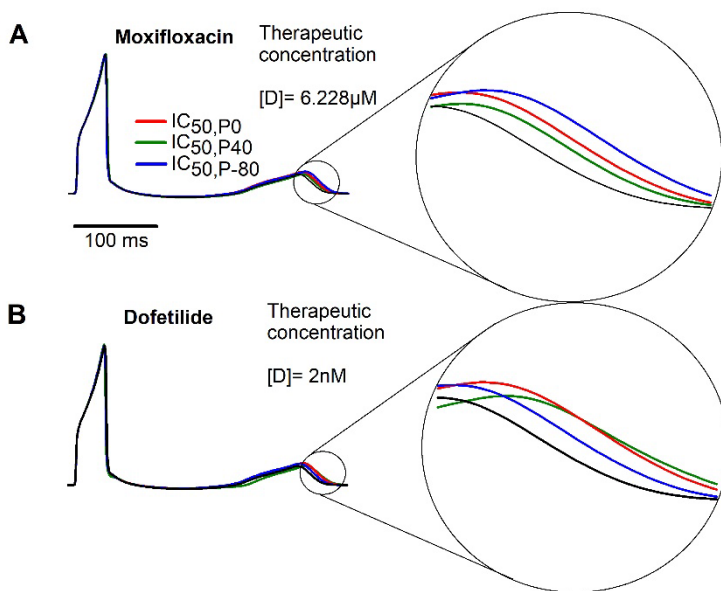 A
Moxifloxacin
Therapeutic
concentration
[D]= 6.228µM
IC50,P0
IC50,P40
IC50,P-80
100 ms
B
Dofetilide
Therapeutic
concentration
[D]= 2nM